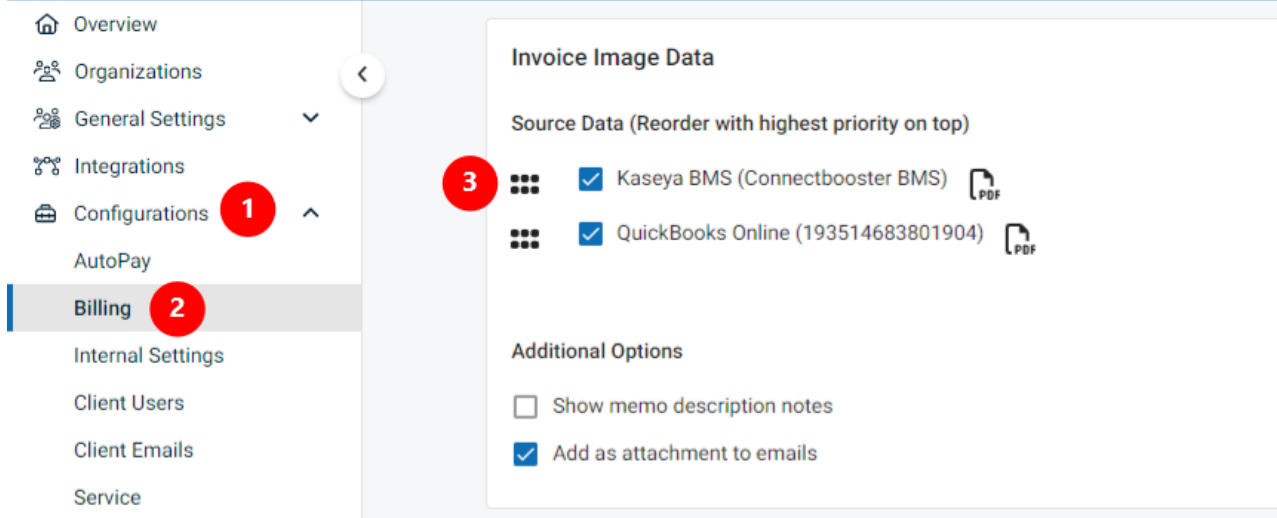 Overview
Organizations
General Settings
Integrations
Configurations 1
AutoPay
Billing 2
Internal Settings
Client Users
Client Emails
Service
Invoice Image Data
Source Data (Reorder with highest priority on top)
3 Kaseya BMS (Connectbooster BMS) PDF
QuickBooks Online (193514683801904) PDF
Additional Options
Show memo description notes
Add as attachment to emails